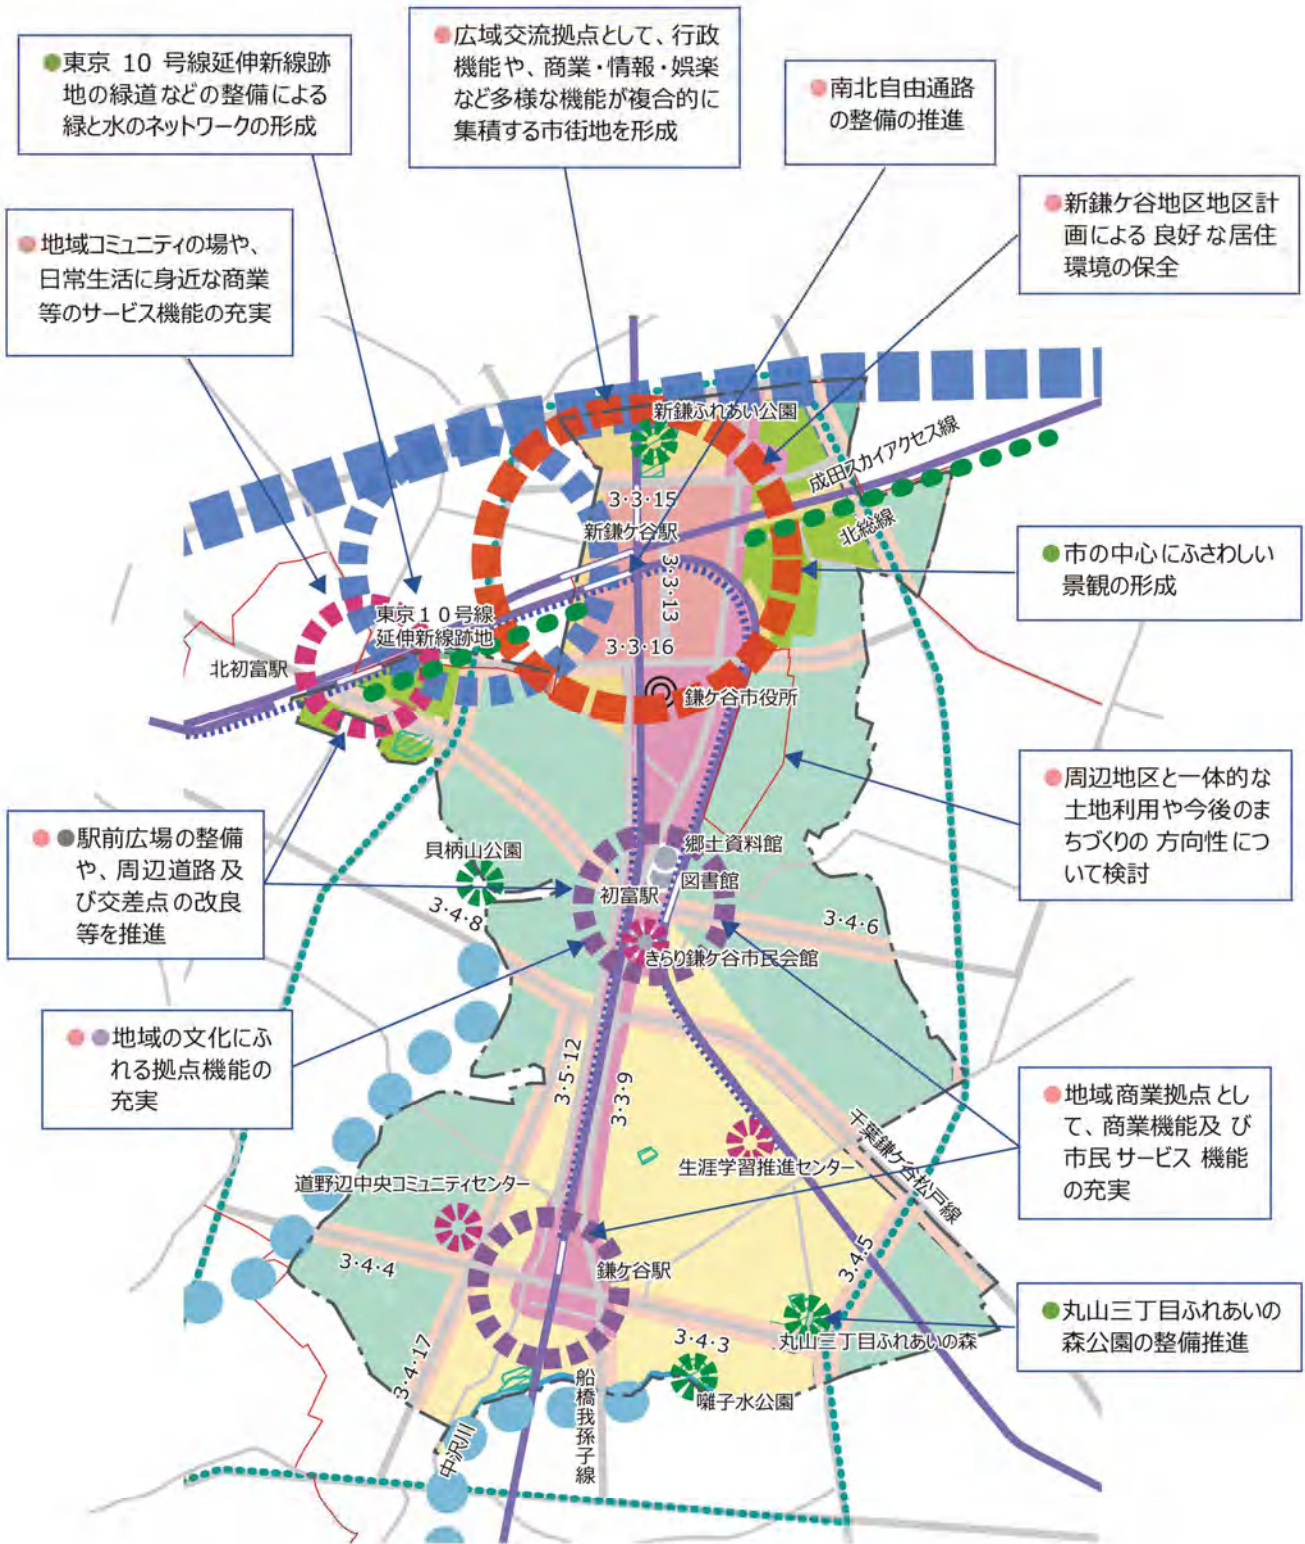 東京 10 号線延伸新線跡
地の緑道などの整備による
緑と水のネットワークの形成
広域交流拠点として、行政
機能や、商業・情報・娯楽
など多様な機能が複合的に
集積する市街地を形成
南北自由通路
の整備の推進
新鎌ケ谷地区地区計
画による 良好な居住
環境の保全
地域コミュニティの場や、
日常生活に身近な商業
等のサービス機能の充実
新鎌ふれあい公園
成田スカイアクセス線
3・3・15
新鎌ケ谷駅
北総線
3・3・13
市の中心にふさわしい
景観の形成
東京10号線
延伸新線跡地
3・3・16
北初富駅
鎌ケ谷市役所
周辺地区と一体的な
土地利用や今後のま
ちづくりの 方向性につ
いて検討
駅前広場の整備
や、周辺道路及
び交差点の改良
等を推進
貝柄山公園
郷土資料館
図書館
初富駅
3・4・8
3・4・6
きらり鎌ケ谷市民会館
地域の文化にふ
れる拠点機能の
充実
3・5・12
3・3・9
地域商業拠点とし
て、商業機能及 び
市民サービス 機能
の充実
千葉鎌ケ谷松戸線
生涯学習推進センター
道野辺中央コミュニティセンター
3・4・4
鎌ケ谷駅
3・4・5
丸山三丁目ふれあいの
森公園の整備推進
3・4・3
丸山三丁目ふれあいの森
3・4・17
囃子水公園
船橋我孫子線
中沢川